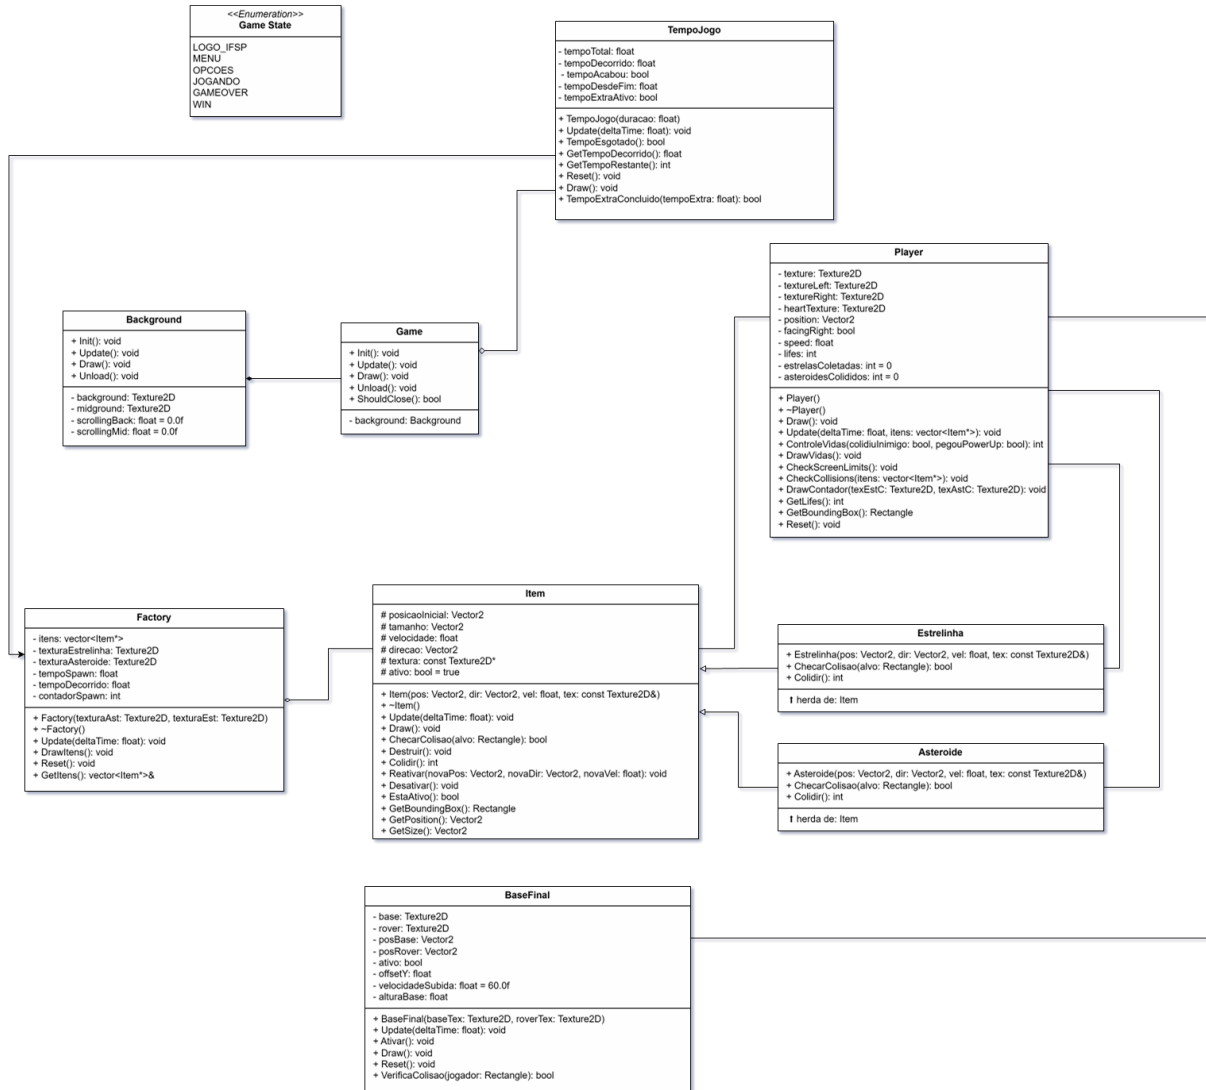 <<Enumeration>>
Game State
LOGO_IFSP
MENU
OPCOES
JOGANDO
GAMEOVER
WIN
TempoJogo
- tempoTotal: float
- tempoDecorrido: float
- tempoAcabou: bool
- tempoDesdeFim: float
- tempoExtraAtivo: bool
+ TempoJogo(duracao: float)
+ Update(deltaTime: float): void
+ TempoEsgotado(): bool
+ GetTempoDecorrido(): float
+ GetTempoRestante(): int
+ Reset(): void
+ Draw(): void
+ TempoExtraConcluido(tempoExtra: float): bool
Player
- texture: Texture2D
- textureLeft: Texture2D
- textureRight: Texture2D
- heartTexture: Texture2D
- position: Vector2
- facingRight: bool
- speed: float
- lifes: int
- estrelasColetadas: int = 0
- asteroidesColididos: int = 0
+ Player()
+ ~Player()
+ Draw(): void
+ Update(deltaTime: float, itens: vector<Item*>): void
+ ControleVidas(colidiuInimigo: bool, pegouPowerUp: bool): int
+ DrawVidas(): void
+ CheckScreenLimits(): void
+ CheckCollisions(itens: vector<Item*>): void
+ DrawContador(texEstC: Texture2D, texAstC: Texture2D): void
+ GetLifes(): int
+ GetBoundingBox(): Rectangle
+ Reset(): void
Background
+ Init(): void
+ Update(): void
+ Draw(): void
+ Unload(): void
- background: Texture2D
- midground: Texture2D
- scrollingBack: float = 0.0f
- scrollingMid: float = 0.0f
Game
+ Init(): void
+ Update(): void
+ Draw(): void
+ Unload(): void
+ ShouldClose(): bool
- background: Background
Factory
- itens: vector<Item*>
- texturaEstrelinha: Texture2D
- texturaAsteroide: Texture2D
- tempoSpawn: float
- tempoDecorrido: float
- contadorSpawn: int
+ Factory(texturaAst: Texture2D, texturaEst: Texture2D)
+ ~Factory()
+ Update(deltaTime: float): void
+ DrawItens(): void
+ Reset(): void
+ GetItens(): vector<Item*>&
Item
# posicaoInicial: Vector2
# tamanho: Vector2
# velocidade: float
# direcao: Vector2
# textura: const Texture2D*
# ativo: bool = true
+ Item(pos: Vector2, dir: Vector2, vel: float, tex: const Texture2D&)
+ ~Item()
+ Update(deltaTime: float): void
+ Draw(): void
+ ChecarColisao(alvo: Rectangle): bool
+ Destruir(): void
+ Colidir(): int
+ Reativar(novaPos: Vector2, novaDir: Vector2, novaVel: float): void
+ Desativar(): void
+ EstaAtivo(): bool
+ GetBoundingBox(): Rectangle
+ GetPosition(): Vector2
+ GetSize(): Vector2
Estrelinha
+ Estrelinha(pos: Vector2, dir: Vector2, vel: float, tex: const Texture2D&)
+ ChecarColisao(alvo: Rectangle): bool
+ Colidir(): int
⬆ herda de: Item
Asteroide
+ Asteroide(pos: Vector2, dir: Vector2, vel: float, tex: const Texture2D&)
+ ChecarColisao(alvo: Rectangle): bool
+ Colidir(): int
⬆ herda de: Item
BaseFinal
- base: Texture2D
- rover: Texture2D
- posBase: Vector2
- posRover: Vector2
- ativo: bool
- offsetY: float
- velocidadeSubida: float = 60.0f
- alturaBase: float
+ BaseFinal(baseTex: Texture2D, roverTex: Texture2D)
+ Update(deltaTime: float): void
+ Ativar(): void
+ Draw(): void
+ Reset(): void
+ VerificaColisao(jogador: Rectangle): bool